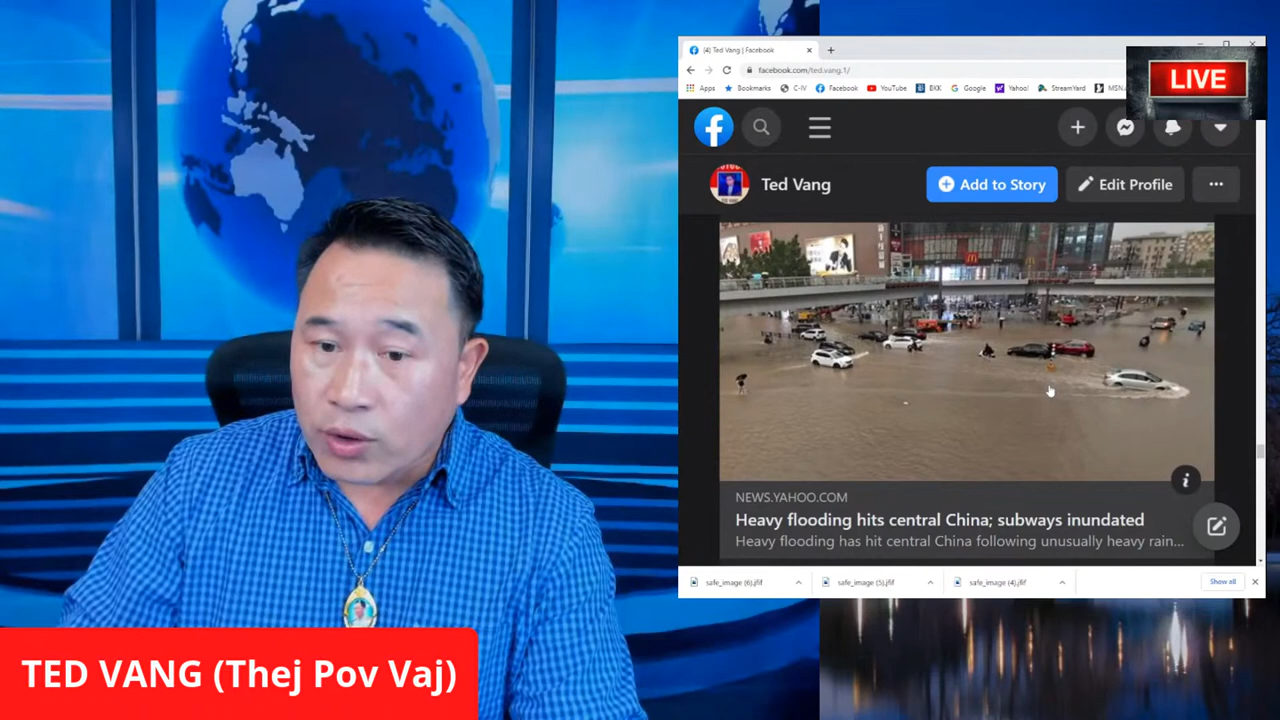 (4) Ted Vang | Facebook
facebook.com/ted.vang.1/
Apps Bookmarks C-IV Facebook YouTube BKK Google Yahoo! StreamYard MSN
LIVE
Ted Vang
Add to Story
Edit Profile
NEWS.YAHOO.COM
Heavy flooding hits central China; subways inundated
Heavy flooding has hit central China following unusually heavy rain...
safe_image (6).jfif
safe_image (5).jfif
safe_image (4).jfif
Show all
TED VANG (Thej Pov Vaj)